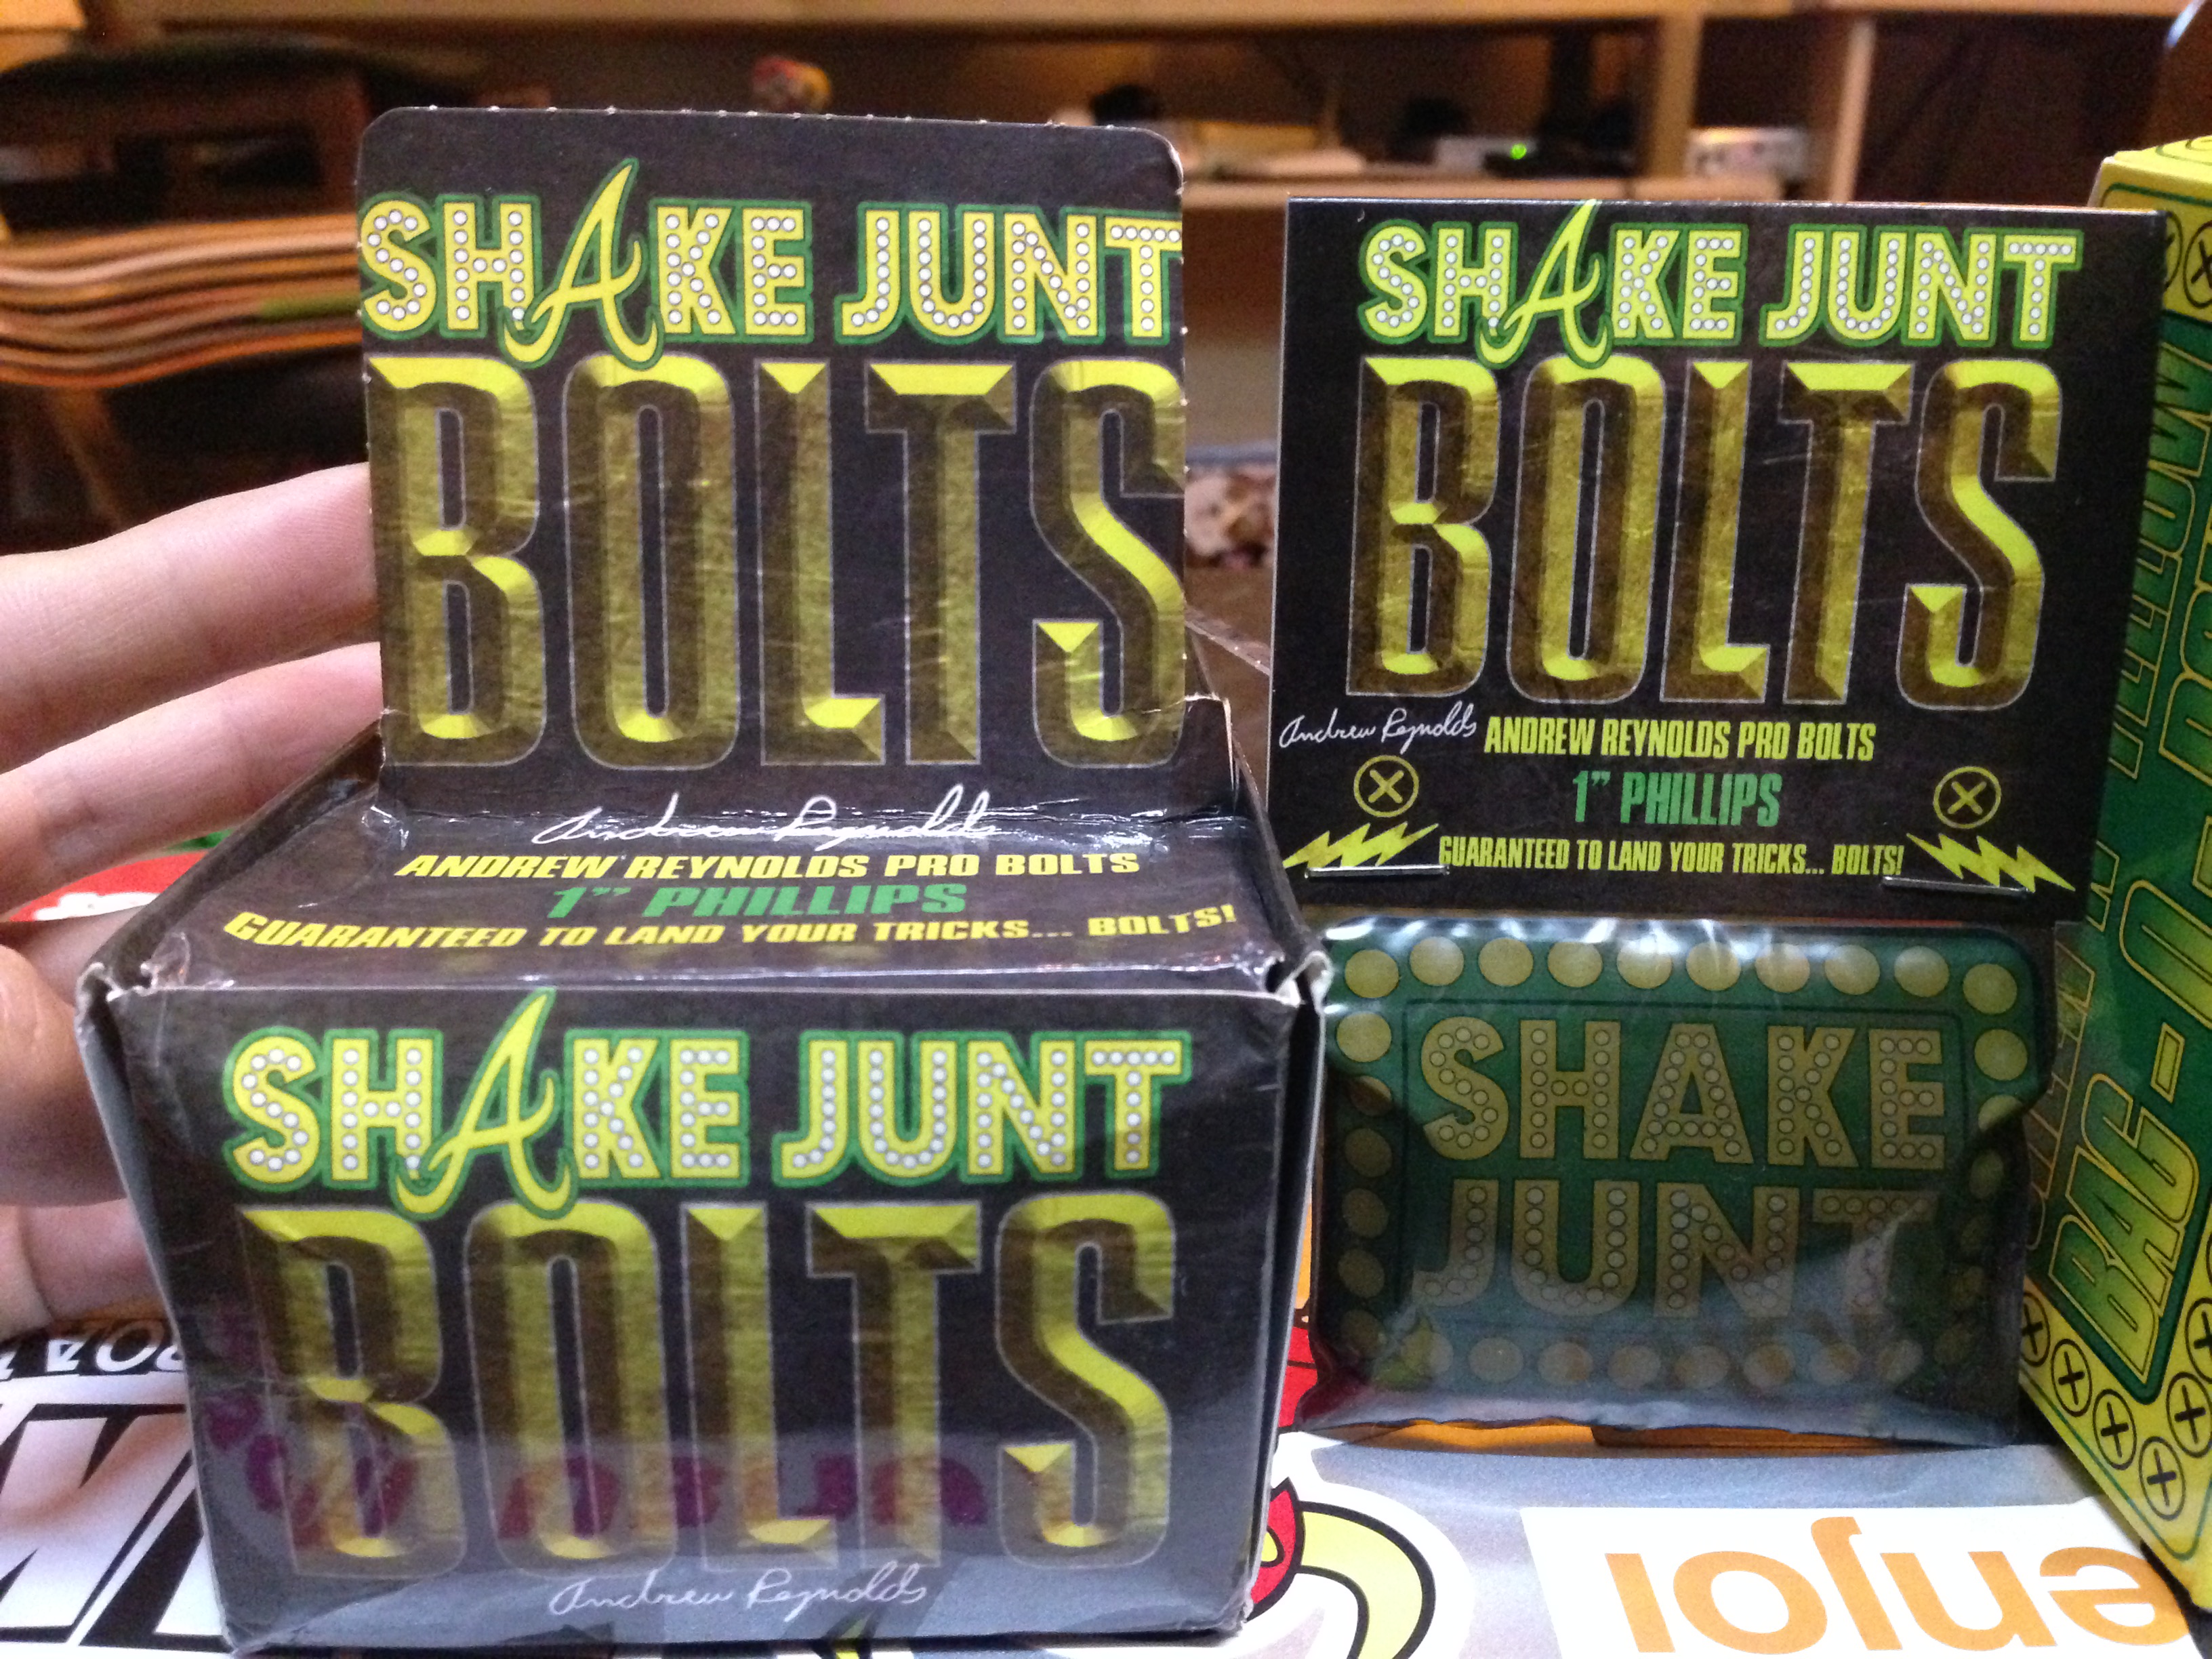 SHAKE JUNT
BOLTS
Andrew Reynolds
ANDREW REYNOLDS PRO BOLTS
1” PHILLIPS
GUARANTEED TO LAND YOUR TRICKS... BOLTS!
SHAKE JUNT
BOLTS
Andrew Reynolds
SHAKE JUNT
BOLTS
Andrew Reynolds ANDREW REYNOLDS PRO BOLTS
1” PHILLIPS
GUARANTEED TO LAND YOUR TRICKS... BOLTS!
SHAKE
JUNT
BAG-O-
enjoi